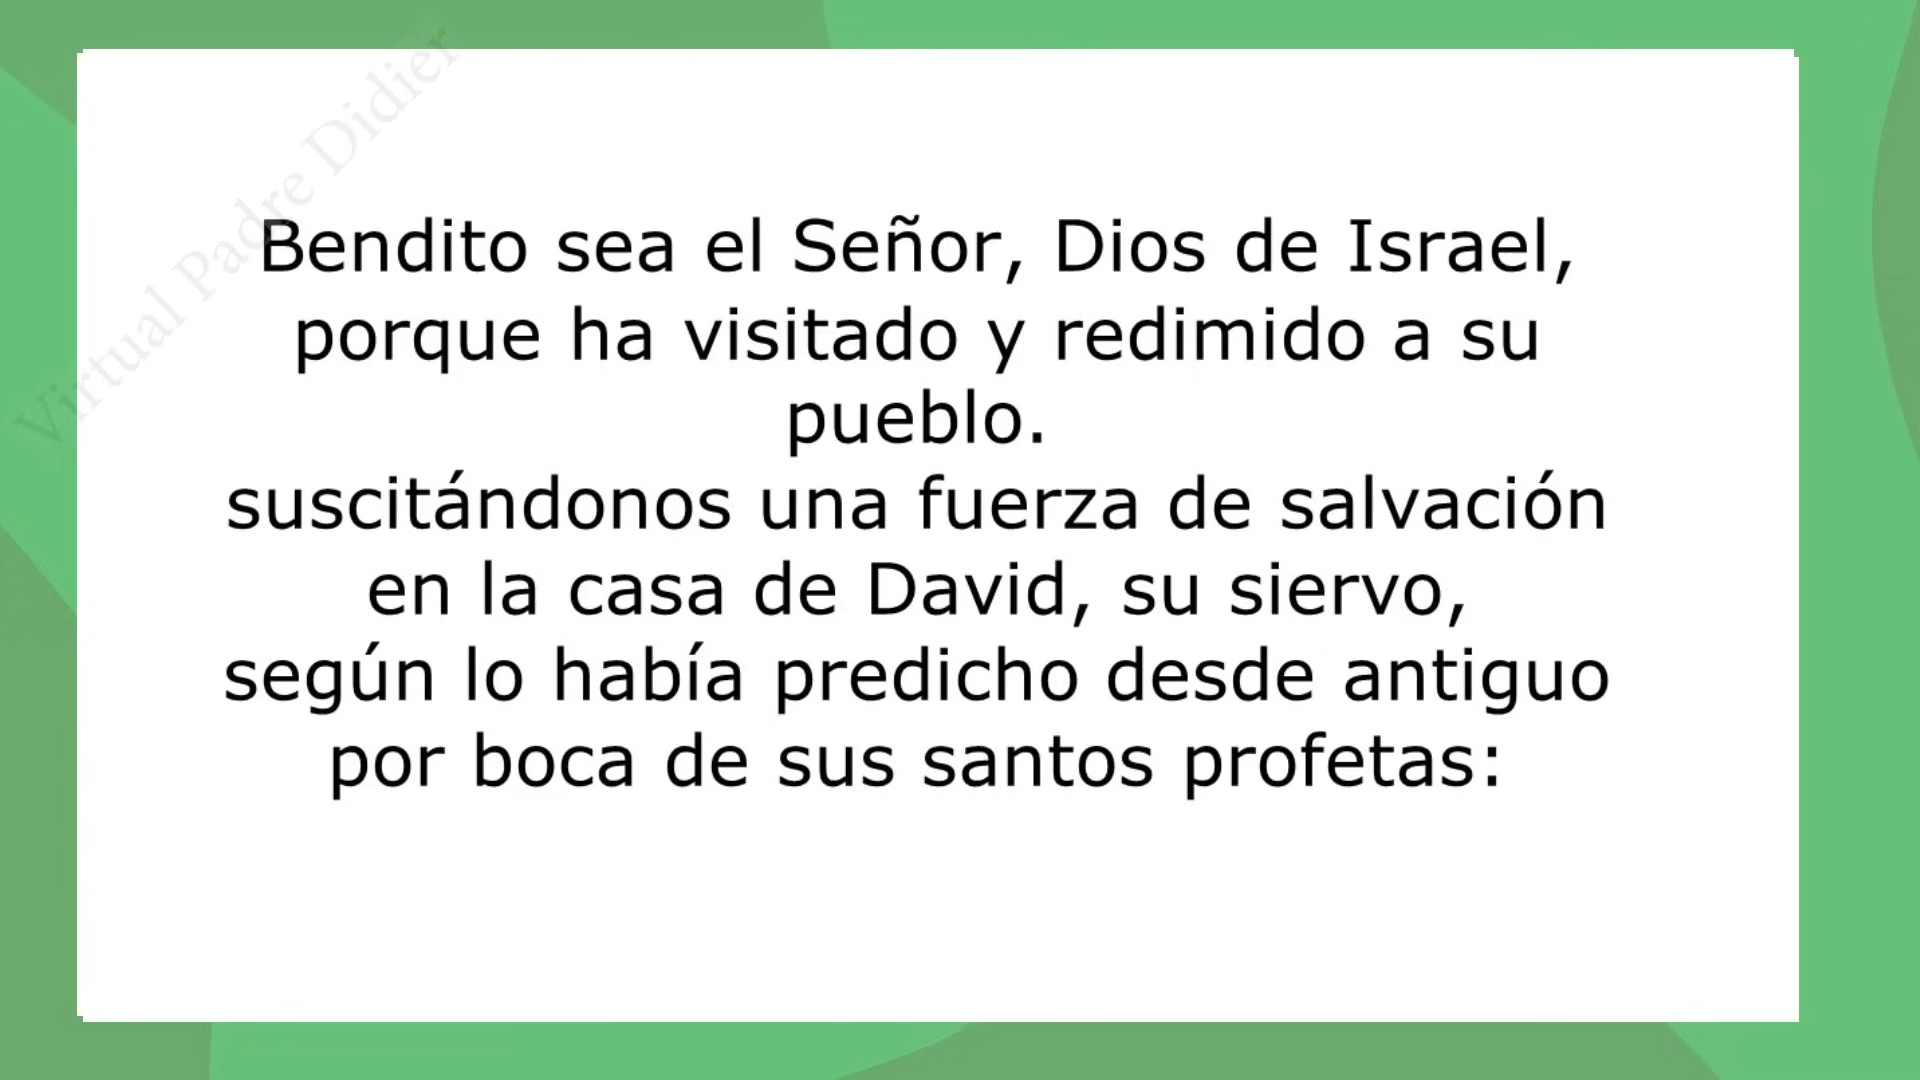 Virtual Padre Didier
Bendito sea el Señor, Dios de Israel,
porque ha visitado y redimido a su
pueblo.
suscitándonos una fuerza de salvación
en la casa de David, su siervo,
según lo había predicho desde antiguo
por boca de sus santos profetas: